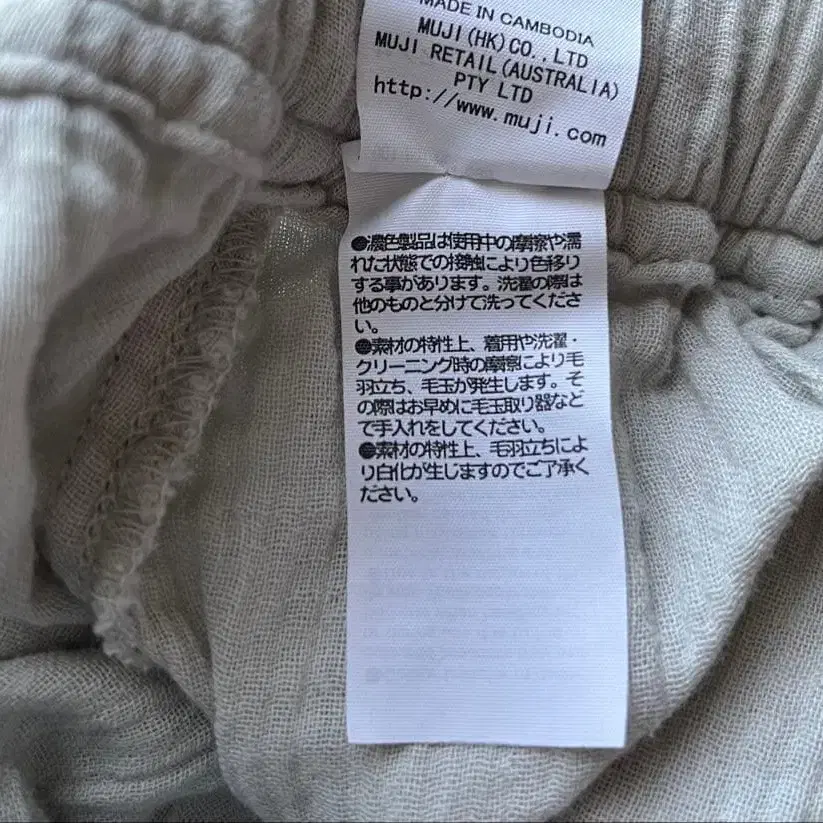 MADE IN CAMBODIA
MUJI(HK)CO.,LTD
MUJI RETAIL(AUSTRALIA)
PTY LTD
http://www.muji.com
●濃色製品は使用中の摩擦や濡
れた状態での接触により色移り
する事があります。洗濯の際は
他のものと分けて洗ってくださ
い。
●素材の特性上、着用や洗濯・
クリーニング時の摩擦により毛
羽立ち、毛玉が発生します。そ
の際はお早めに毛玉取り器など
で手入れをしてください。
●素材の特性上、毛羽立ちによ
り白化が生じますのでご了承く
ださい。